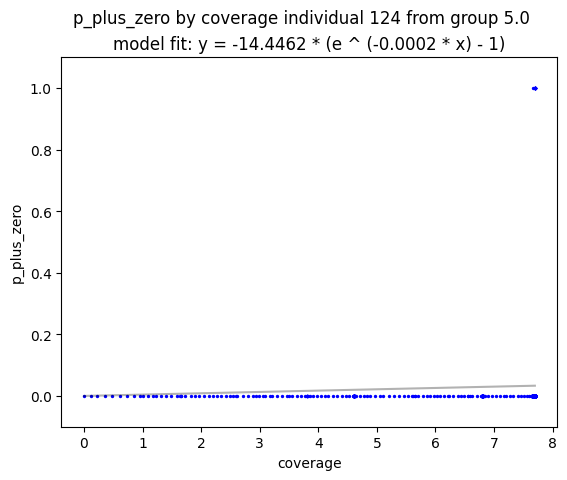 p_plus_zero by coverage individual 124 from group 5.0
model fit: y = -14.4462 * (e ^ (-0.0002 * x) - 1)
1.0
0.8
0.6
0.4
0.2
0.0
p_plus_zero
0 1 2 3 4 5 6 7 8
coverage